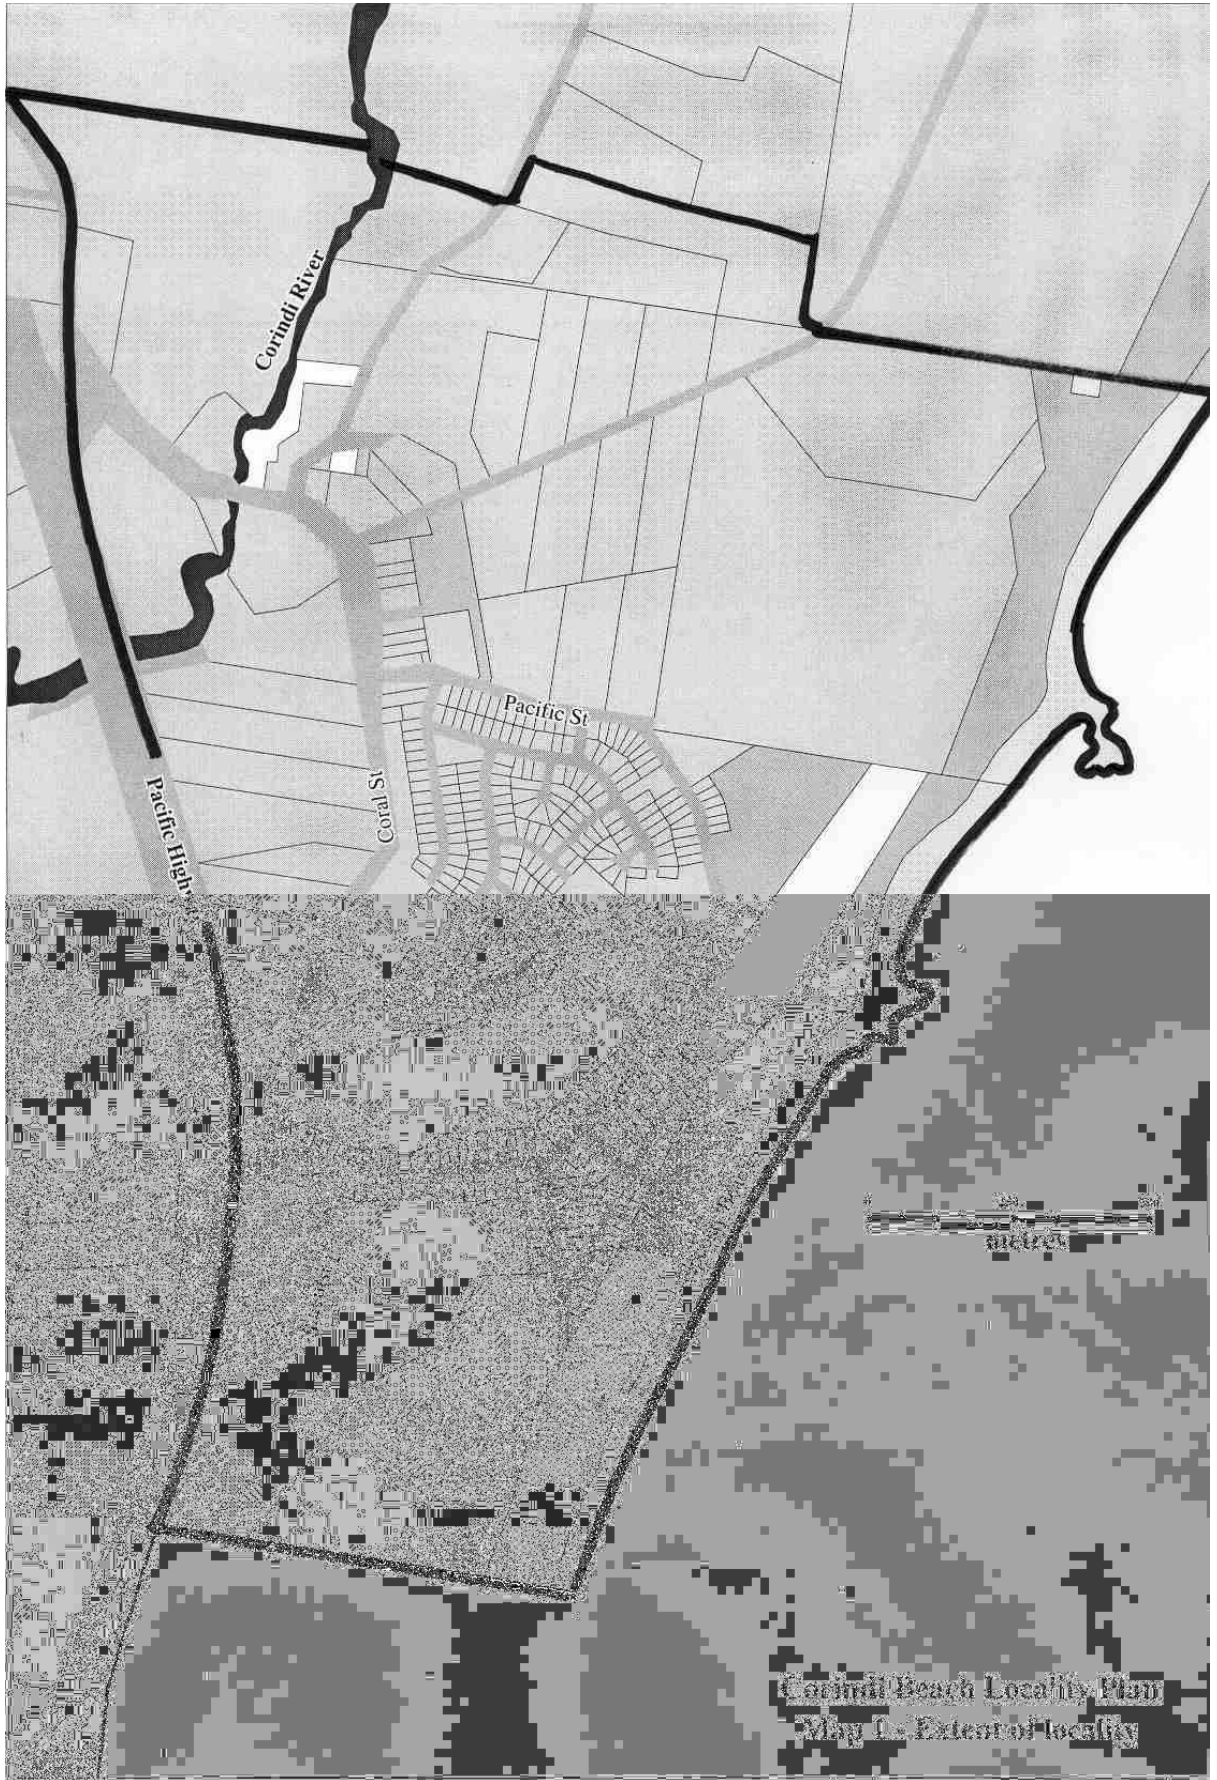 Corindi River
Pacific St
Coral St
Pacific High
metres
Corindi Beach Locality Plan
Map 1 - Extent of locality